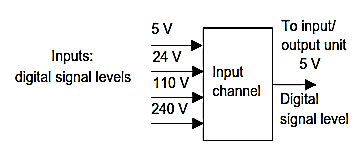 Inputs:
digital signal levels
5 V
24 V
110 V
240 V
Input
channel
To input/
output unit
5 V
Digital
signal level